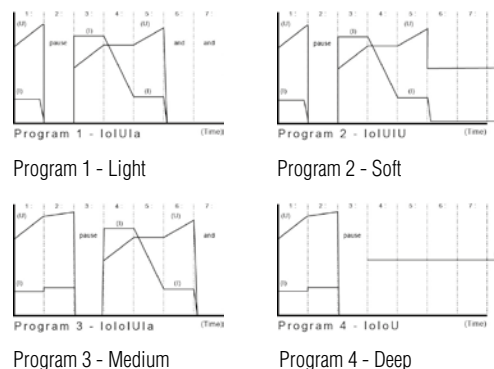 1: 2: 3: 4: 5: 6: 7:
(U) (I) (U)
pause and and
(I) (I)
Program 1 - IoIUIa (Time)
Program 1 - Light
1: 2: 3: 4: 5: 6: 7:
(U) (I) (U)
pause
(I) (I)
Program 2 - IoIUIU (Time)
Program 2 - Soft
1: 2: 3: 4: 5: 6: 7:
(U) (I) (U)
pause and
(I) (I)
Program 3 - IoIoIUIa (Time)
Program 3 - Medium
1: 2: 3: 4: 5: 6: 7:
(U)
pause
(I)
Program 4 - IoIoU (Time)
Program 4 - Deep